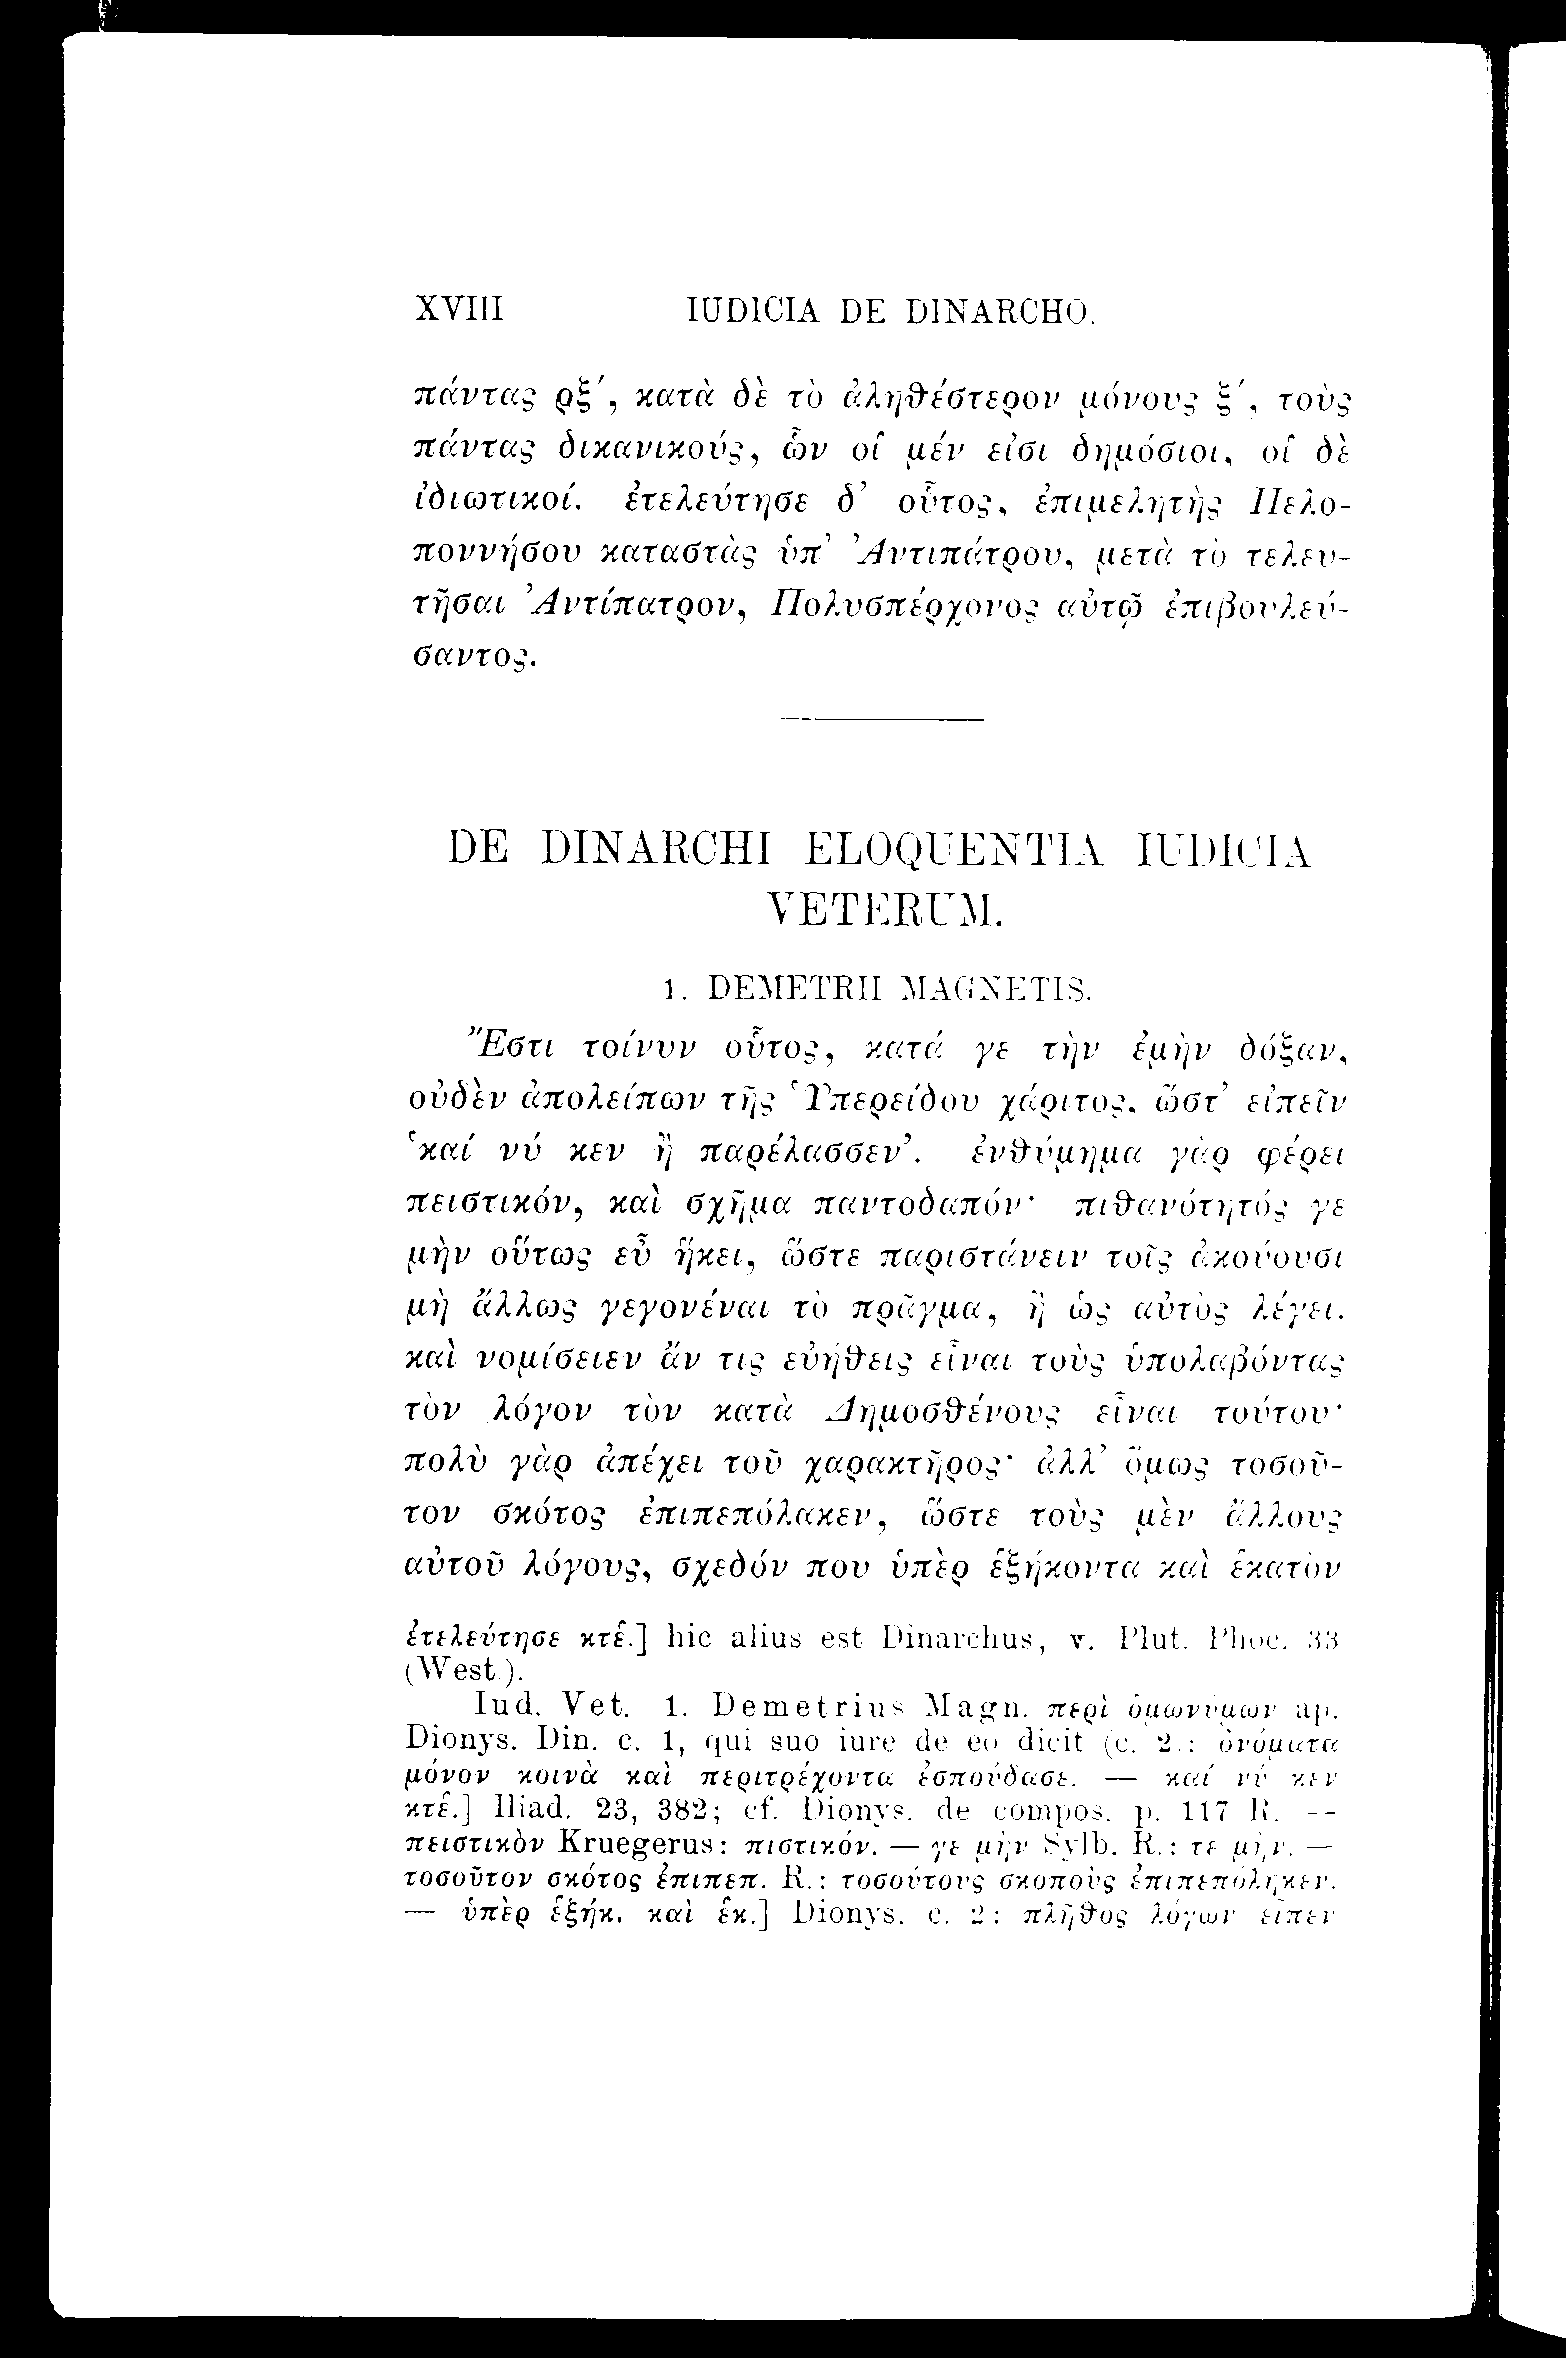 XVIII IUDICIA DE DINARCHO.
πάντας ρξ΄, κατὰ δὲ τὸ ἀληθέστερον μόνους ξ΄, τοὺς
πάντας δικανικούς, ὧν οἱ μέν εἰσι δημόσιοι, οἱ δὲ
ἰδιωτικοί. ἐτελεύτησε δ᾽ οὗτος, ἐπιμελητὴς Πελο-
ποννήσου καταστὰς ὑπ᾽ Ἀντιπάτρου, μετὰ τὸ τελευ-
τῆσαι Ἀντίπατρον, Πολυσπέρχονος αὐτῷ ἐπιβουλεύ-
σαντος.
DE DINARCHI ELOQUENTIA IUDICIA
VETERUM.
1. DEMETRII MAGNETIS.
Ἔστι τοίνυν οὗτος, κατά γε τὴν ἐμὴν δόξαν,
οὐδὲν ἀπολείπων τῆς Ὑπερείδου χάριτος, ὥστ᾽ εἰπεῖν
‛καί νύ κεν ἢ παρέλασσεν’. ἐνθύμημα γὰρ φέρει
πειστικόν, καὶ σχῆμα παντοδαπόν· πιθανότητός γε
μὴν οὕτως εὖ ἥκει, ὥστε παριστάνειν τοῖς ἀκούουσι
μὴ ἄλλως γεγονέναι τὸ πρᾶγμα, ἢ ὡς αὐτὸς λέγει.
καὶ νομίσειεν ἄν τις εὐήθεις εἶναι τοὺς ὑπολαβόντας
τὸν λόγον τὸν κατὰ Δημοσθένους εἶναι τούτου·
πολὺ γὰρ ἀπέχει τοῦ χαρακτῆρος· ἀλλ᾽ ὅμως τοσοῦ-
τον σκότος ἐπιπεπόλακεν, ὥστε τοὺς μὲν ἄλλους
αὐτοῦ λόγους, σχεδόν που ὑπὲρ ἑξήκοντα καὶ ἑκατὸν
ἐτελεύτησε κτἑ.] hic alius est Dinarchus, v. Plut. Phoc. 33
(West.).
Iud. Vet. 1. Demetrius Magn. περὶ ὁμωνύμων ap.
Dionys. Din. c. 1, qui suo iure de eo dicit (c. 2.: ὀνόματα
μόνον κοινὰ καὶ περιτρέχοντα ἐσπούδασε. — καί νύ κεν
κτἑ.] Iliad. 23, 382; cf. Dionys. de compos. p. 117 R. —
πειστικὸν Kruegerus: πιστικόν. — γε μὴν Sylb. R.: τε μὴν. —
τοσοῦτον σκότος ἐπιπεπ. R.: τοσούτους σκοποὺς ἐπιπεπόληκεν.
— ὑπὲρ ἑξήκ. καὶ ἑκ.] Dionys. c. 2: πλῆθος λόγων εἶπεν